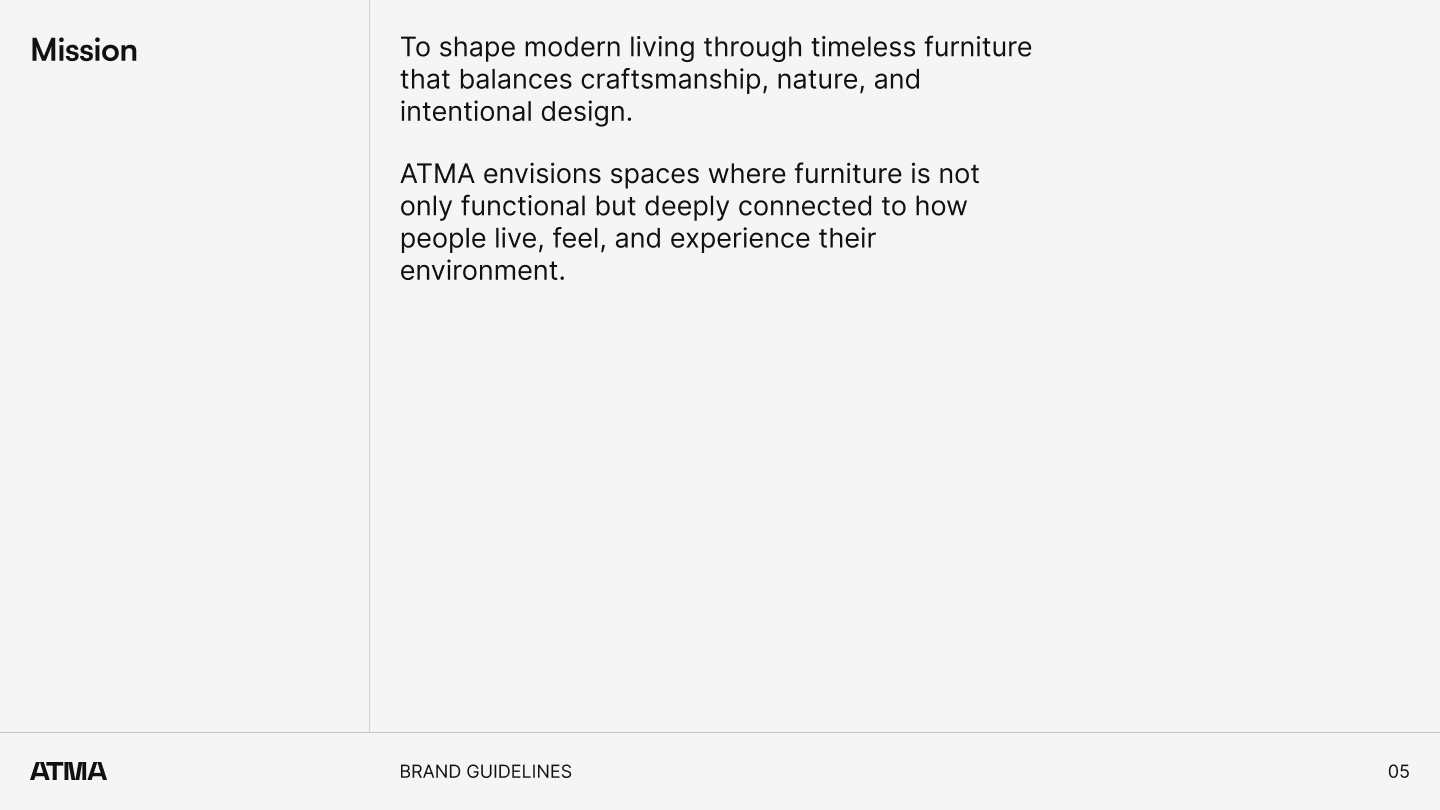 Mission
To shape modern living through timeless furniture
that balances craftsmanship, nature, and
intentional design.
ATMA envisions spaces where furniture is not
only functional but deeply connected to how
people live, feel, and experience their
environment.
ATMA
BRAND GUIDELINES
05